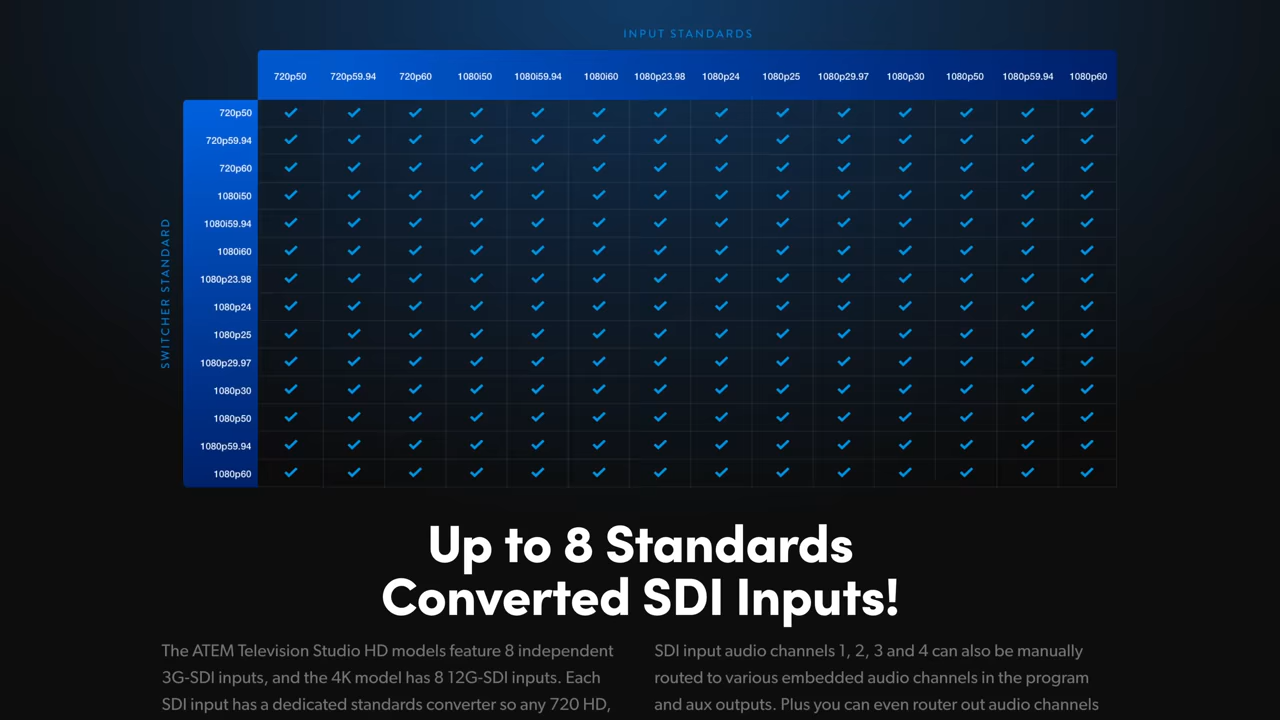 INPUT STANDARDS
720p50 720p59.94 720p60 1080i50 1080i59.94 1080i60 1080p23.98 1080p24 1080p25 1080p29.97 1080p30 1080p50 1080p59.94 1080p60
SWITCHER STANDARD
720p50
720p59.94
720p60
1080i50
1080i59.94
1080i60
1080p23.98
1080p24
1080p25
1080p29.97
1080p30
1080p50
1080p59.94
1080p60
Up to 8 Standards
Converted SDI Inputs!
The ATEM Television Studio HD models feature 8 independent
3G-SDI inputs, and the 4K model has 8 12G-SDI inputs. Each
SDI input has a dedicated standards converter so any 720 HD,
SDI input audio channels 1, 2, 3 and 4 can also be manually
routed to various embedded audio channels in the program
and aux outputs. Plus you can even router out audio channels